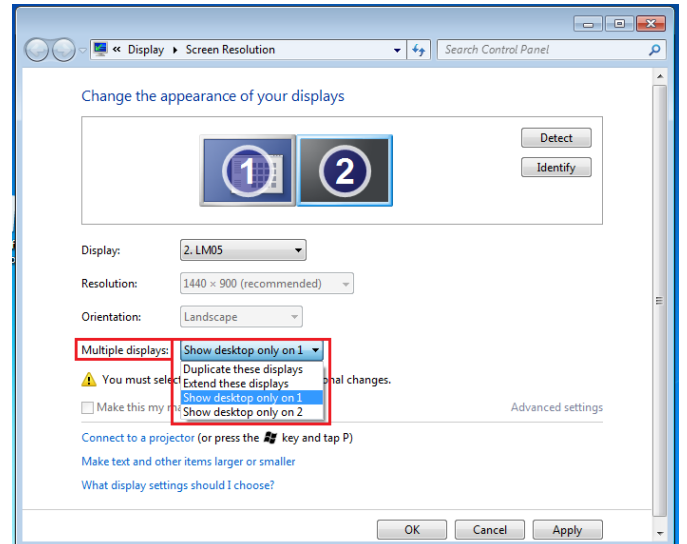 « Display ▸ Screen Resolution
Search Control Panel
Change the appearance of your displays
1
2
Detect
Identify
Display: 2. LM05
Resolution: 1440 × 900 (recommended)
Orientation: Landscape
Multiple displays: Show desktop only on 1
Duplicate these displays
Extend these displays
Show desktop only on 1
Show desktop only on 2
You must onal changes.
Make this my Advanced settings
Connect to a projector (or press the key and tap P)
Make text and other items larger or smaller
What display settings should I choose?
OK Cancel Apply